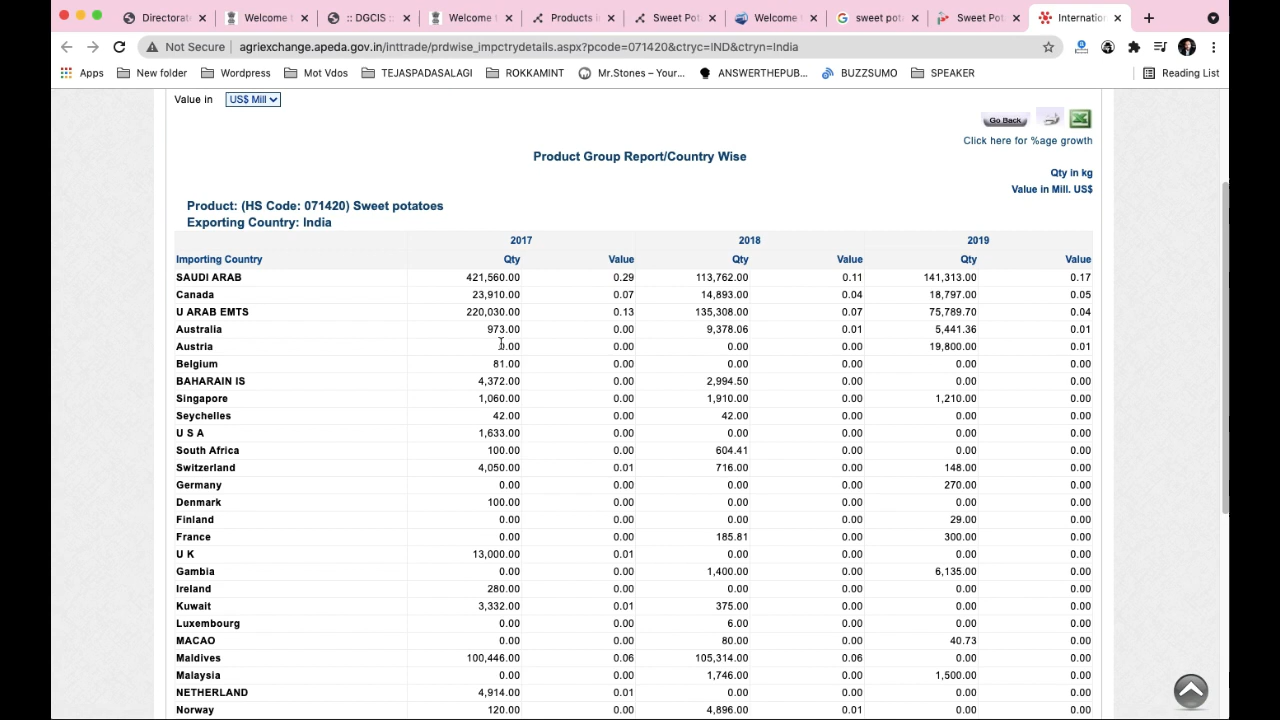 Directorat
Welcome
:: DGCIS ::
Welcome
Products i
Sweet Pot
Welcome
sweet pot
Sweet Pot
Internatio
Not Secure
agriexchange.apeda.gov.in/inttrade/prdwise_impctrydetails.aspx?pcode=071420&ctryc=IND&ctryn=India
Apps New folder Wordpress Mot Vdos TEJASPADASALAGI ROKKAMINT Mr.Stones – Your... ANSWERTHEPUB... BUZZSUMO SPEAKER Reading List
Value in US$ Mill
Go Back
Click here for %age growth
Product Group Report/Country Wise
Qty in kg
Value in Mill. US$
Product: (HS Code: 071420) Sweet potatoes
Exporting Country: India
2017 2018 2019
Importing Country Qty Value Qty Value Qty Value
SAUDI ARAB 421,560.00 0.29 113,762.00 0.11 141,313.00 0.17
Canada 23,910.00 0.07 14,893.00 0.04 18,797.00 0.05
U ARAB EMTS 220,030.00 0.13 135,308.00 0.07 75,789.70 0.04
Australia 973.00 0.00 9,378.06 0.01 5,441.36 0.01
Austria 0.00 0.00 0.00 0.00 19,800.00 0.01
Belgium 81.00 0.00 0.00 0.00 0.00 0.00
BAHARAIN IS 4,372.00 0.00 2,994.50 0.00 0.00 0.00
Singapore 1,060.00 0.00 1,910.00 0.00 1,210.00 0.00
Seychelles 42.00 0.00 42.00 0.00 0.00 0.00
U S A 1,633.00 0.00 0.00 0.00 0.00 0.00
South Africa 100.00 0.00 604.41 0.00 0.00 0.00
Switzerland 4,050.00 0.01 716.00 0.00 148.00 0.00
Germany 0.00 0.00 0.00 0.00 270.00 0.00
Denmark 100.00 0.00 0.00 0.00 0.00 0.00
Finland 0.00 0.00 0.00 0.00 29.00 0.00
France 0.00 0.00 185.81 0.00 300.00 0.00
U K 13,000.00 0.01 0.00 0.00 0.00 0.00
Gambia 0.00 0.00 1,400.00 0.00 6,135.00 0.00
Ireland 280.00 0.00 0.00 0.00 0.00 0.00
Kuwait 3,332.00 0.01 375.00 0.00 0.00 0.00
Luxembourg 0.00 0.00 6.00 0.00 0.00 0.00
MACAO 0.00 0.00 80.00 0.00 40.73 0.00
Maldives 100,446.00 0.06 105,314.00 0.06 0.00 0.00
Malaysia 0.00 0.00 1,746.00 0.00 1,500.00 0.00
NETHERLAND 4,914.00 0.01 0.00 0.00 0.00 0.00
Norway 120.00 0.00 4,896.00 0.01 0.00 0.00